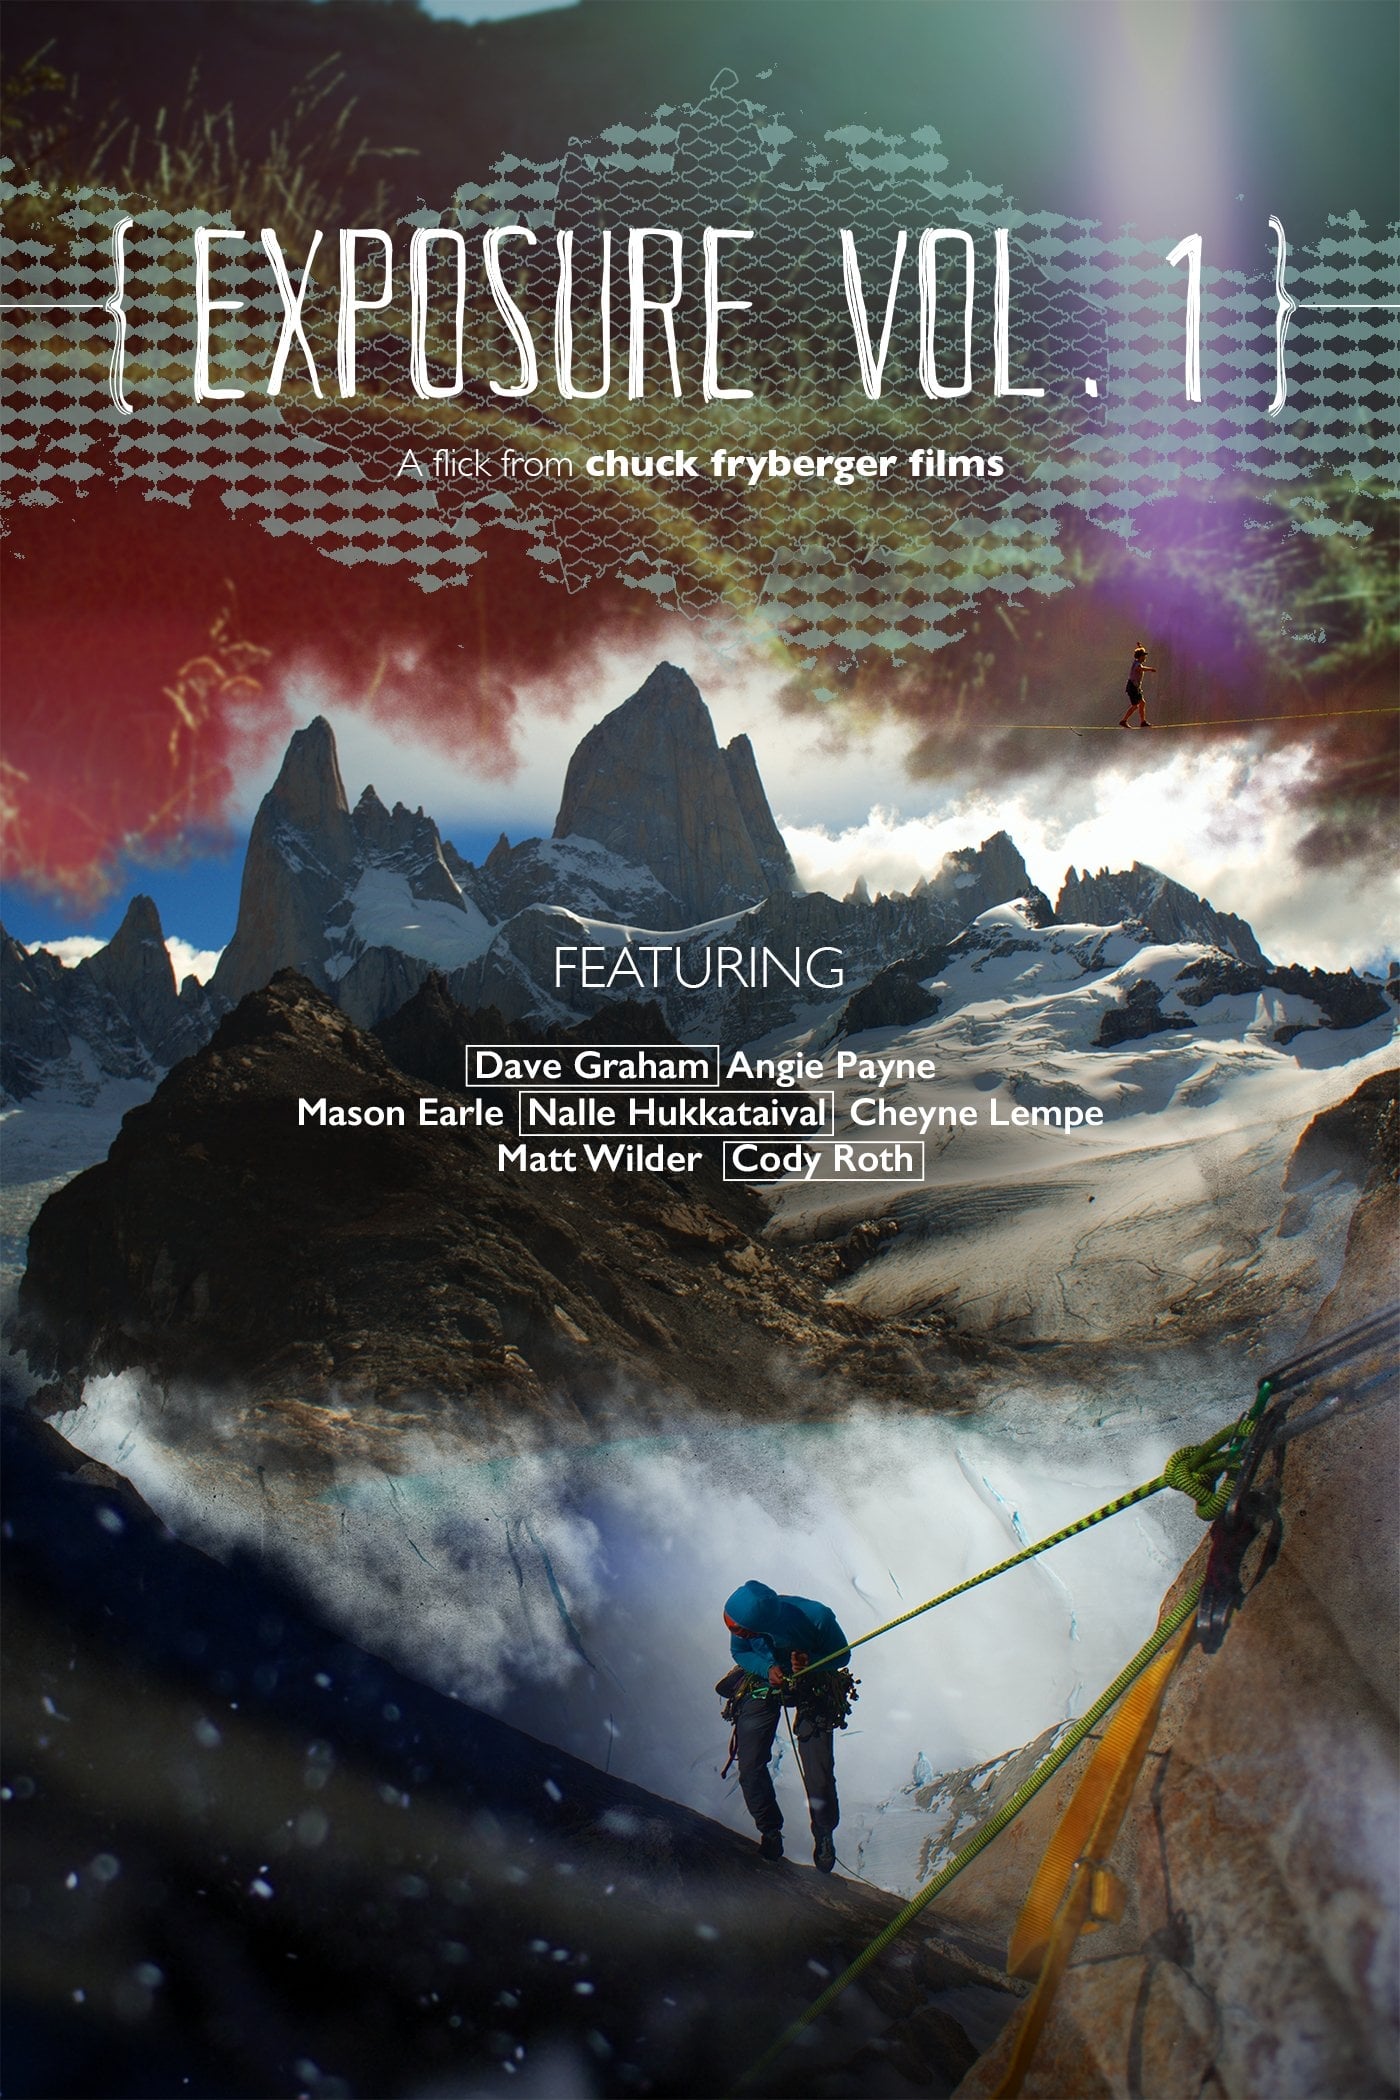 { EXPOSURE VOL. 1 }
A flick from chuck fryberger films
FEATURING
Dave Graham Angie Payne
Mason Earle Nalle Hukkataival Cheyne Lempe
Matt Wilder Cody Roth